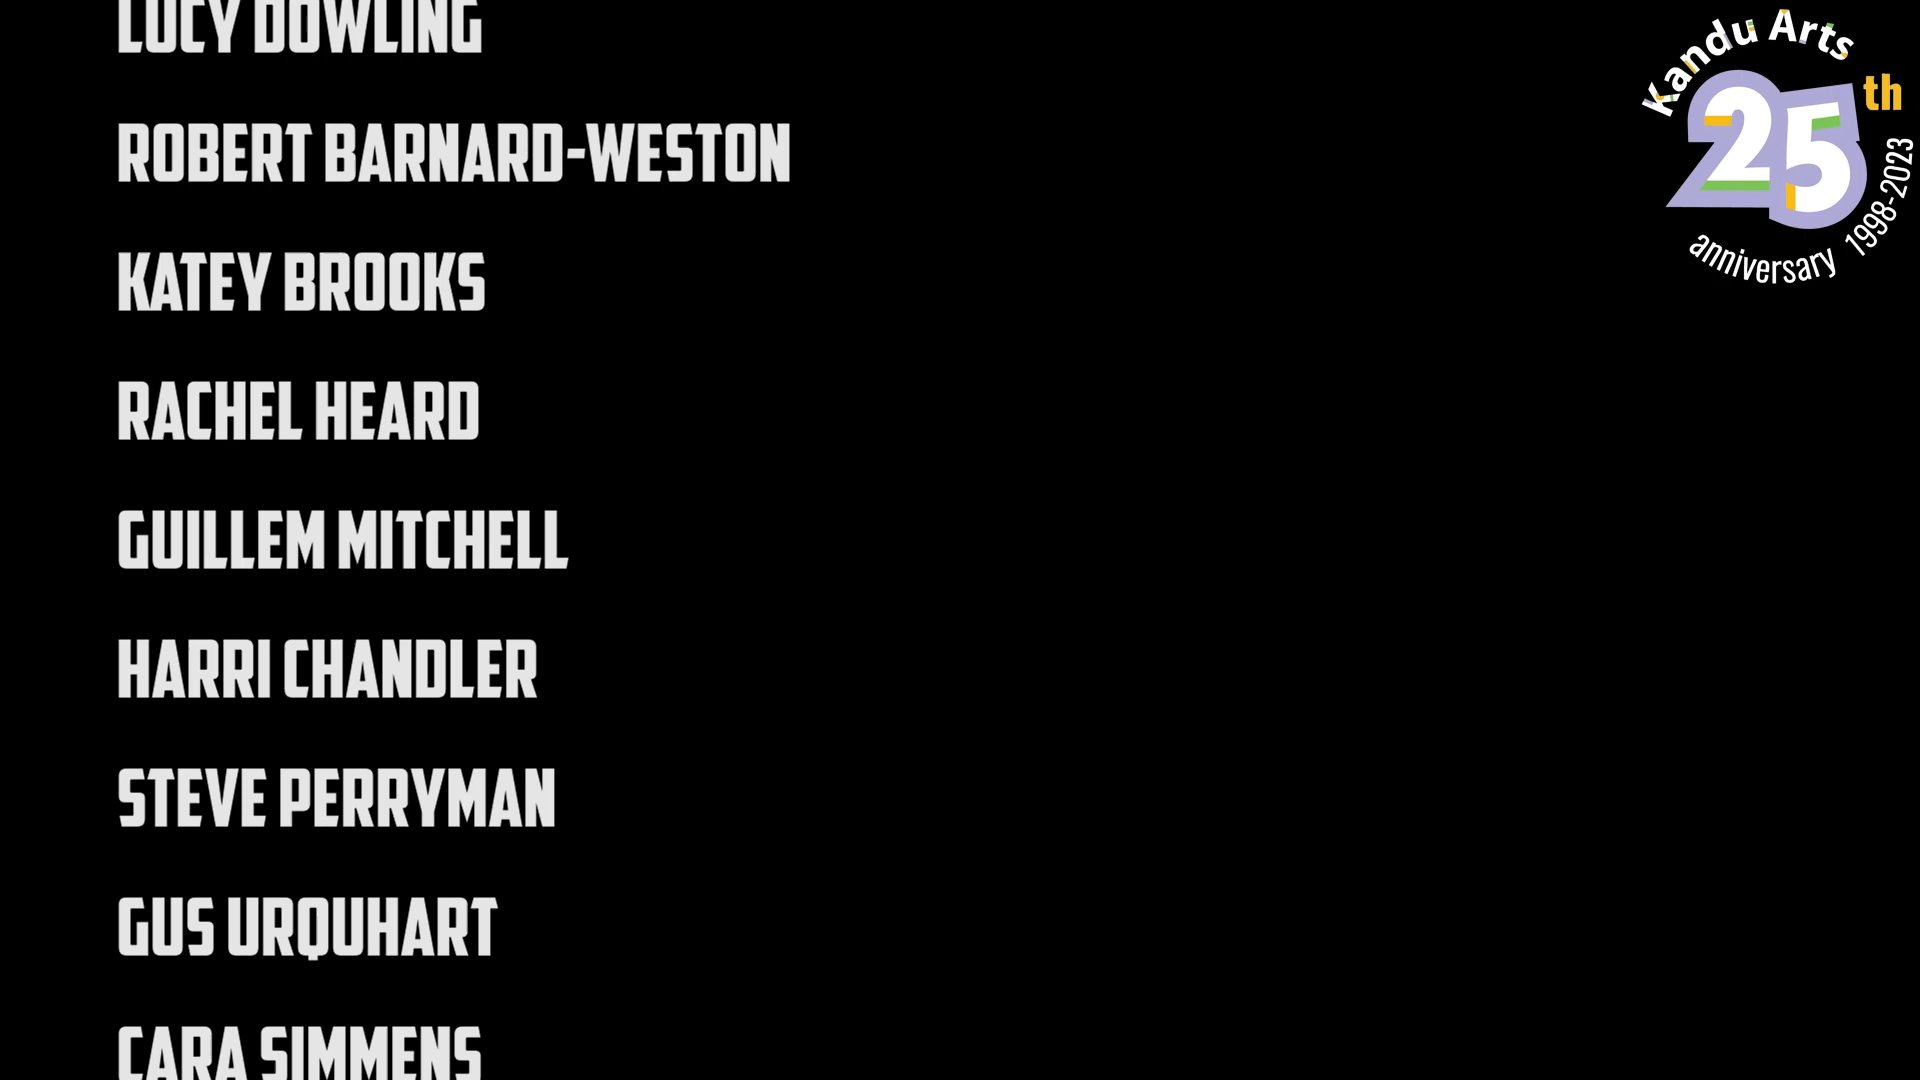 LUCY DOWLING
ROBERT BARNARD-WESTON
KATEY BROOKS
RACHEL HEARD
GUILLEM MITCHELL
HARRI CHANDLER
STEVE PERRYMAN
GUS URQUHART
CARA SIMMENS
Kandu Arts
25th
anniversary 1998-2023